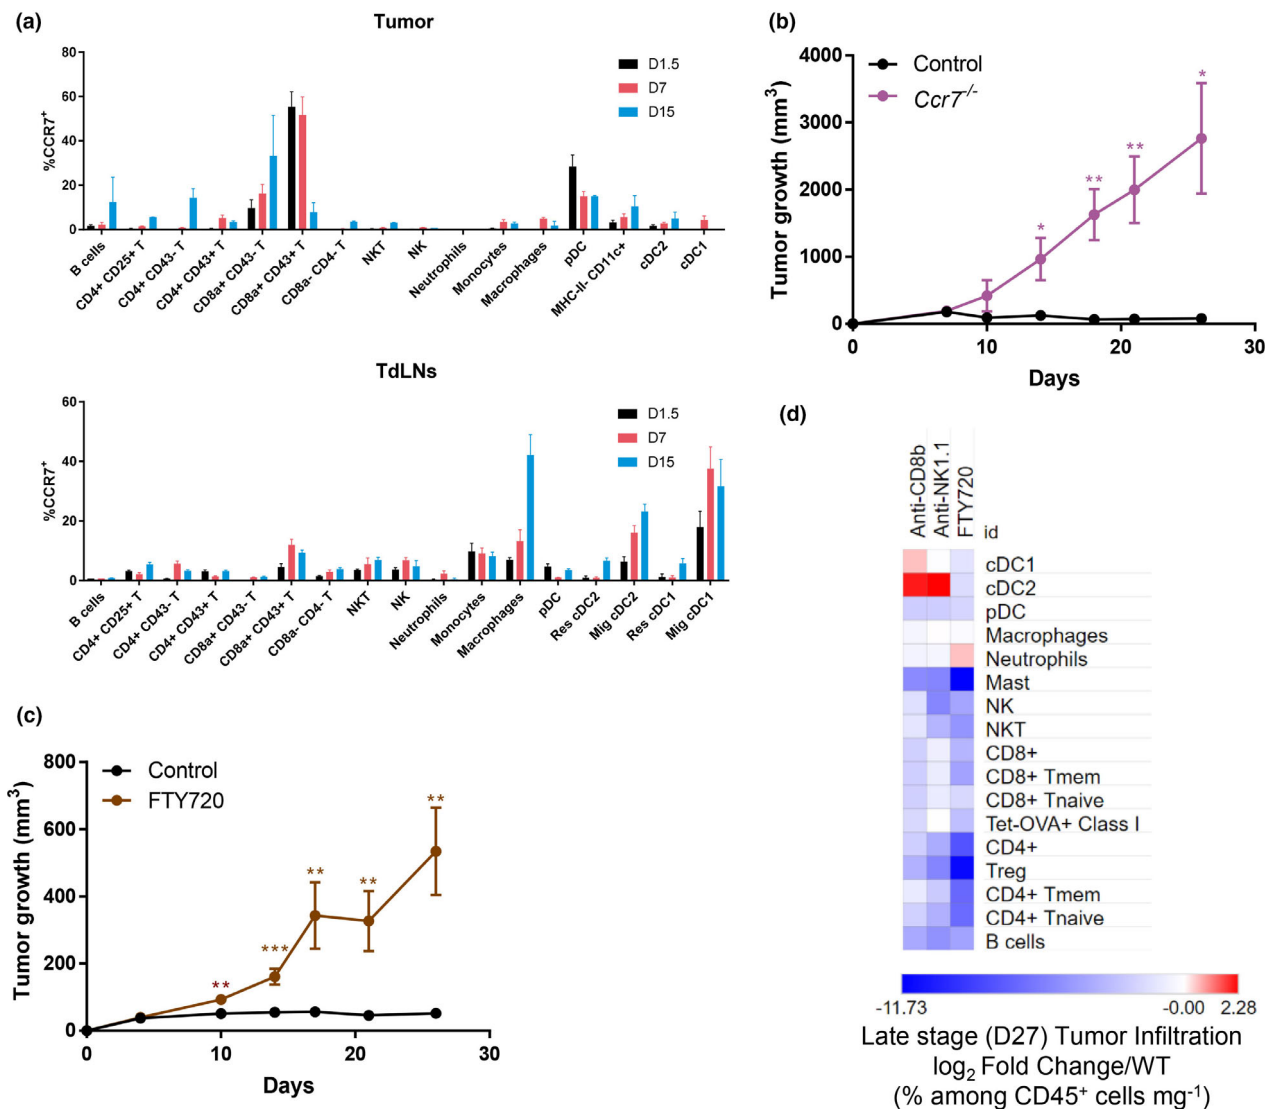 (a)
Tumor
%CCR7+
80
60
40
20
0
D1.5
D7
D15
B cells
CD4+ CD25+ T
CD4+ CD43- T
CD4+ CD43+ T
CD8a+ CD43- T
CD8a+ CD43+ T
CD8a- CD4- T
NKT
NK
Neutrophils
Monocytes
Macrophages
pDC
MHC-II- CD11c+
cDC2
cDC1
TdLNs
%CCR7+
60
40
20
0
D1.5
D7
D15
B cells
CD4+ CD25+ T
CD4+ CD43- T
CD4+ CD43+ T
CD8a+ CD43- T
CD8a+ CD43+ T
CD8a- CD4- T
NKT
NK
Neutrophils
Monocytes
Macrophages
pDC
Res cDC2
Mig cDC2
Res cDC1
Mig cDC1
(b)
Tumor growth (mm³)
4000
3000
2000
1000
0
Control
Ccr7-/-
*
**
**
*
0 10 20 30
Days
(c)
Tumor growth (mm³)
800
600
400
200
0
Control
FTY720
**
***
**
**
**
0 10 20 30
Days
(d)
Anti-CD8b
Anti-NK1.1
FTY720
id
cDC1
cDC2
pDC
Macrophages
Neutrophils
Mast
NK
NKT
CD8+
CD8+ Tmem
CD8+ Tnaive
Tet-OVA+ Class I
CD4+
Treg
CD4+ Tmem
CD4+ Tnaive
B cells
-11.73 -0.00 2.28
Late stage (D27) Tumor Infiltration
log₂ Fold Change/WT
(% among CD45⁺ cells mg⁻¹)